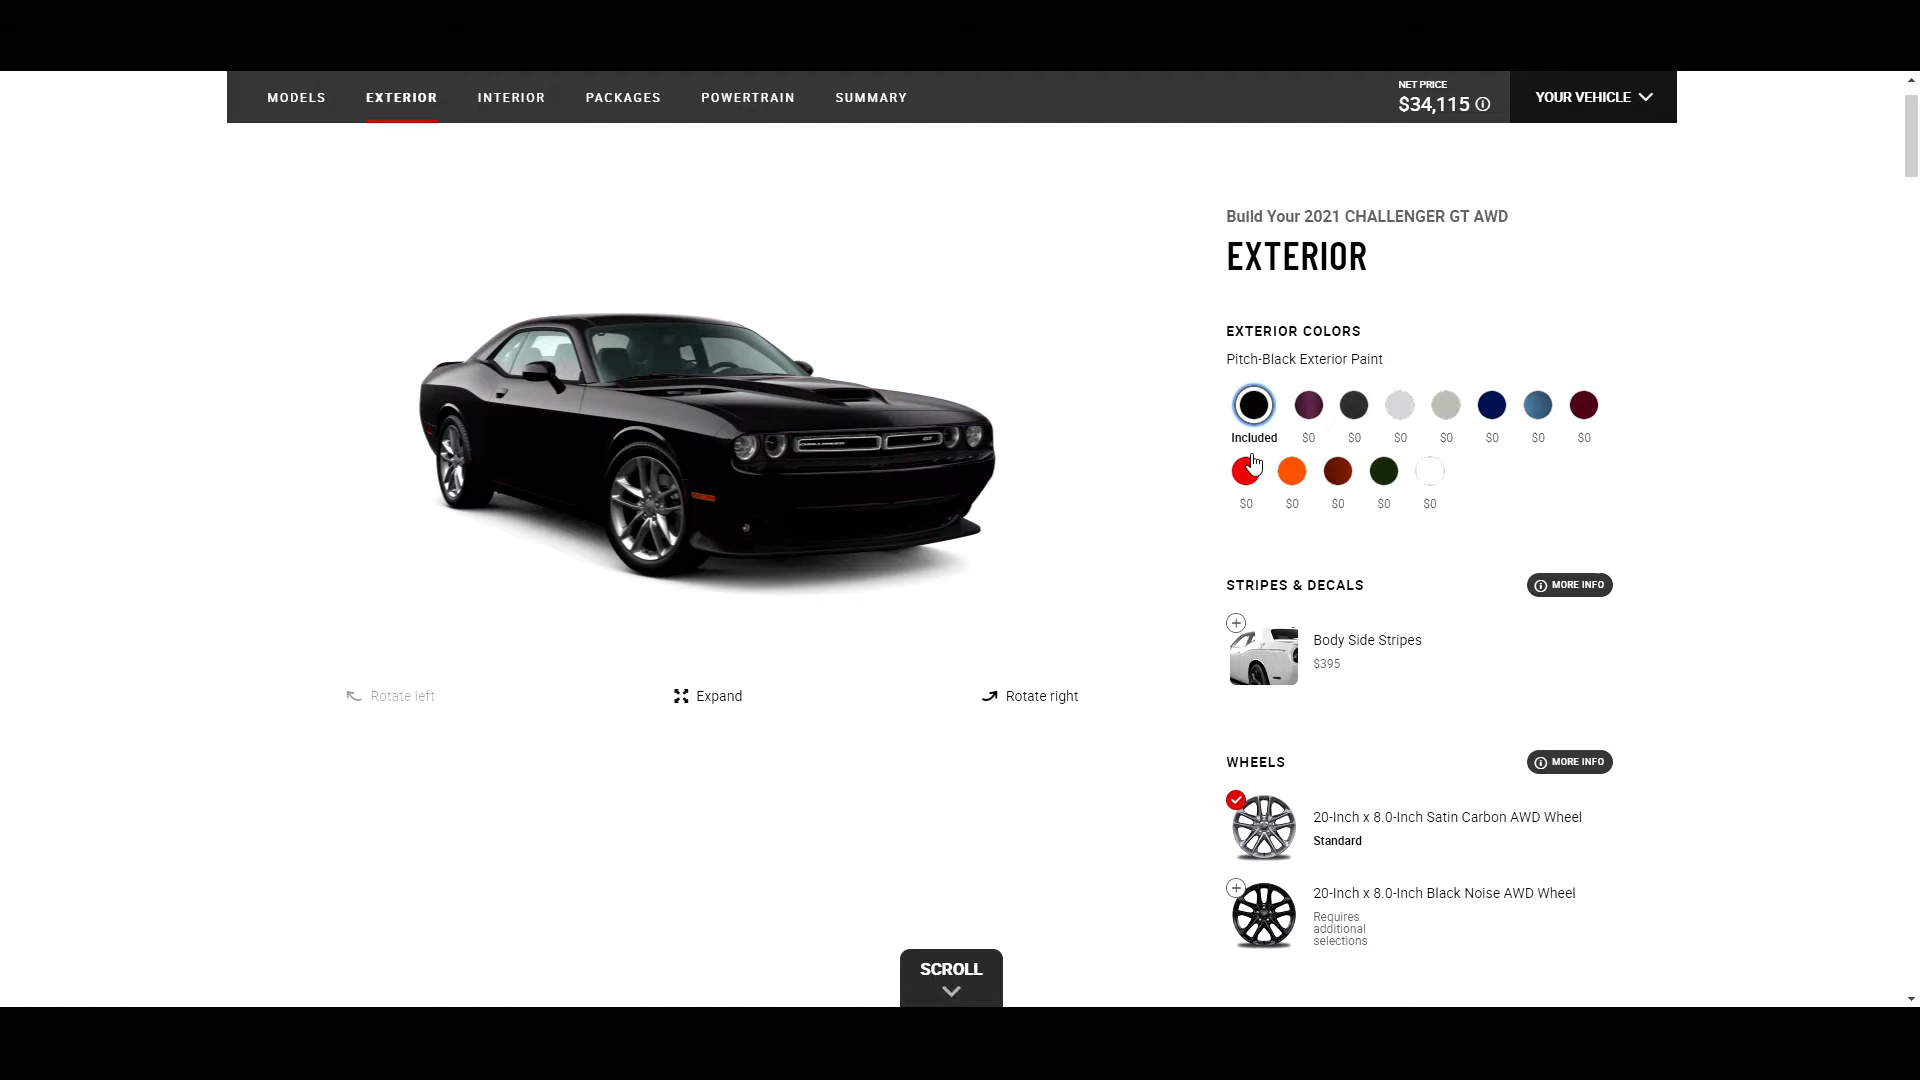 MODELS
EXTERIOR
INTERIOR
PACKAGES
POWERTRAIN
SUMMARY
NET PRICE
$34,115
YOUR VEHICLE
Build Your 2021 CHALLENGER GT AWD
EXTERIOR
EXTERIOR COLORS
Pitch-Black Exterior Paint
Included $0 $0 $0 $0 $0 $0 $0
$0 $0 $0 $0 $0
STRIPES & DECALS
MORE INFO
Body Side Stripes
$395
Rotate left
Expand
Rotate right
WHEELS
MORE INFO
20-Inch x 8.0-Inch Satin Carbon AWD Wheel
Standard
20-Inch x 8.0-Inch Black Noise AWD Wheel
Requires
additional
selections
SCROLL